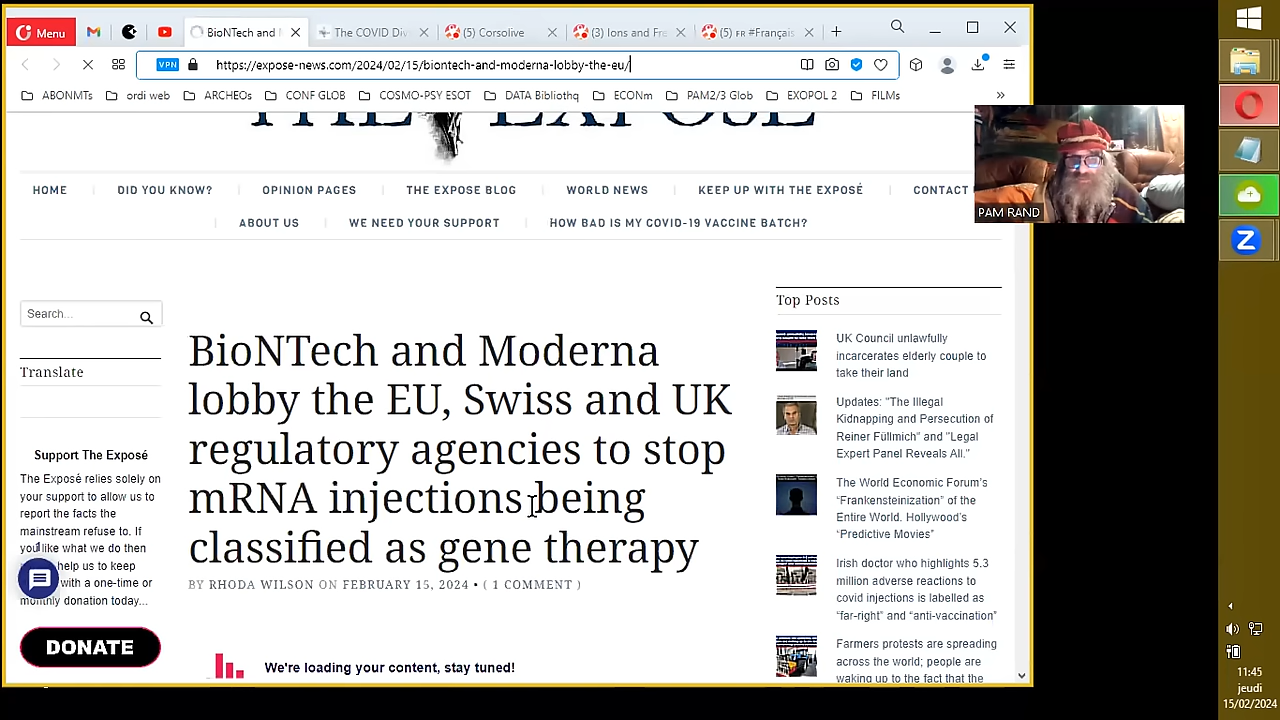 Menu
BioNTech and M
The COVID Div
(5) Corsolive
(3) Ions and Fre
(5) FR #Français
VPN
https://expose-news.com/2024/02/15/biontech-and-moderna-lobby-the-eu/
ABONMTs
ordi web
ARCHEOs
CONF GLOB
COSMO-PSY ESOT
DATA Bibliothq
ECONm
PAM2/3 Glob
EXOPOL 2
FILMs
»
THE EXPOSÉ
HOME
DID YOU KNOW?
OPINION PAGES
THE EXPOSE BLOG
WORLD NEWS
KEEP UP WITH THE EXPOSÉ
CONTACT
ABOUT US
WE NEED YOUR SUPPORT
HOW BAD IS MY COVID-19 VACCINE BATCH?
PAM RAND
Search...
Translate
Support The Exposé
The Exposé relies solely on
your support to allow us to
report the facts the
mainstream refuse to. If
you like what we do then
keep
with a one-time or
monthly donation today...
DONATE
BioNTech and Moderna
lobby the EU, Swiss and UK
regulatory agencies to stop
mRNA injections being
classified as gene therapy
BY RHODA WILSON ON FEBRUARY 15, 2024 • ( 1 COMMENT )
We're loading your content, stay tuned!
Top Posts
UK Council unlawfully
incarcerates elderly couple to
take their land
Updates: “The Illegal
Kidnapping and Persecution of
Reiner Füllmich” and “Legal
Expert Panel Reveals All.”
The World Economic Forum’s
“Frankensteinization” of the
Entire World. Hollywood’s
“Predictive Movies”
Irish doctor who highlights 5.3
million adverse reactions to
covid injections is labelled as
“far-right” and “anti-vaccination”
Farmers protests are spreading
across the world; people are
waking up to the fact that the
11:45
jeudi
15/02/2024